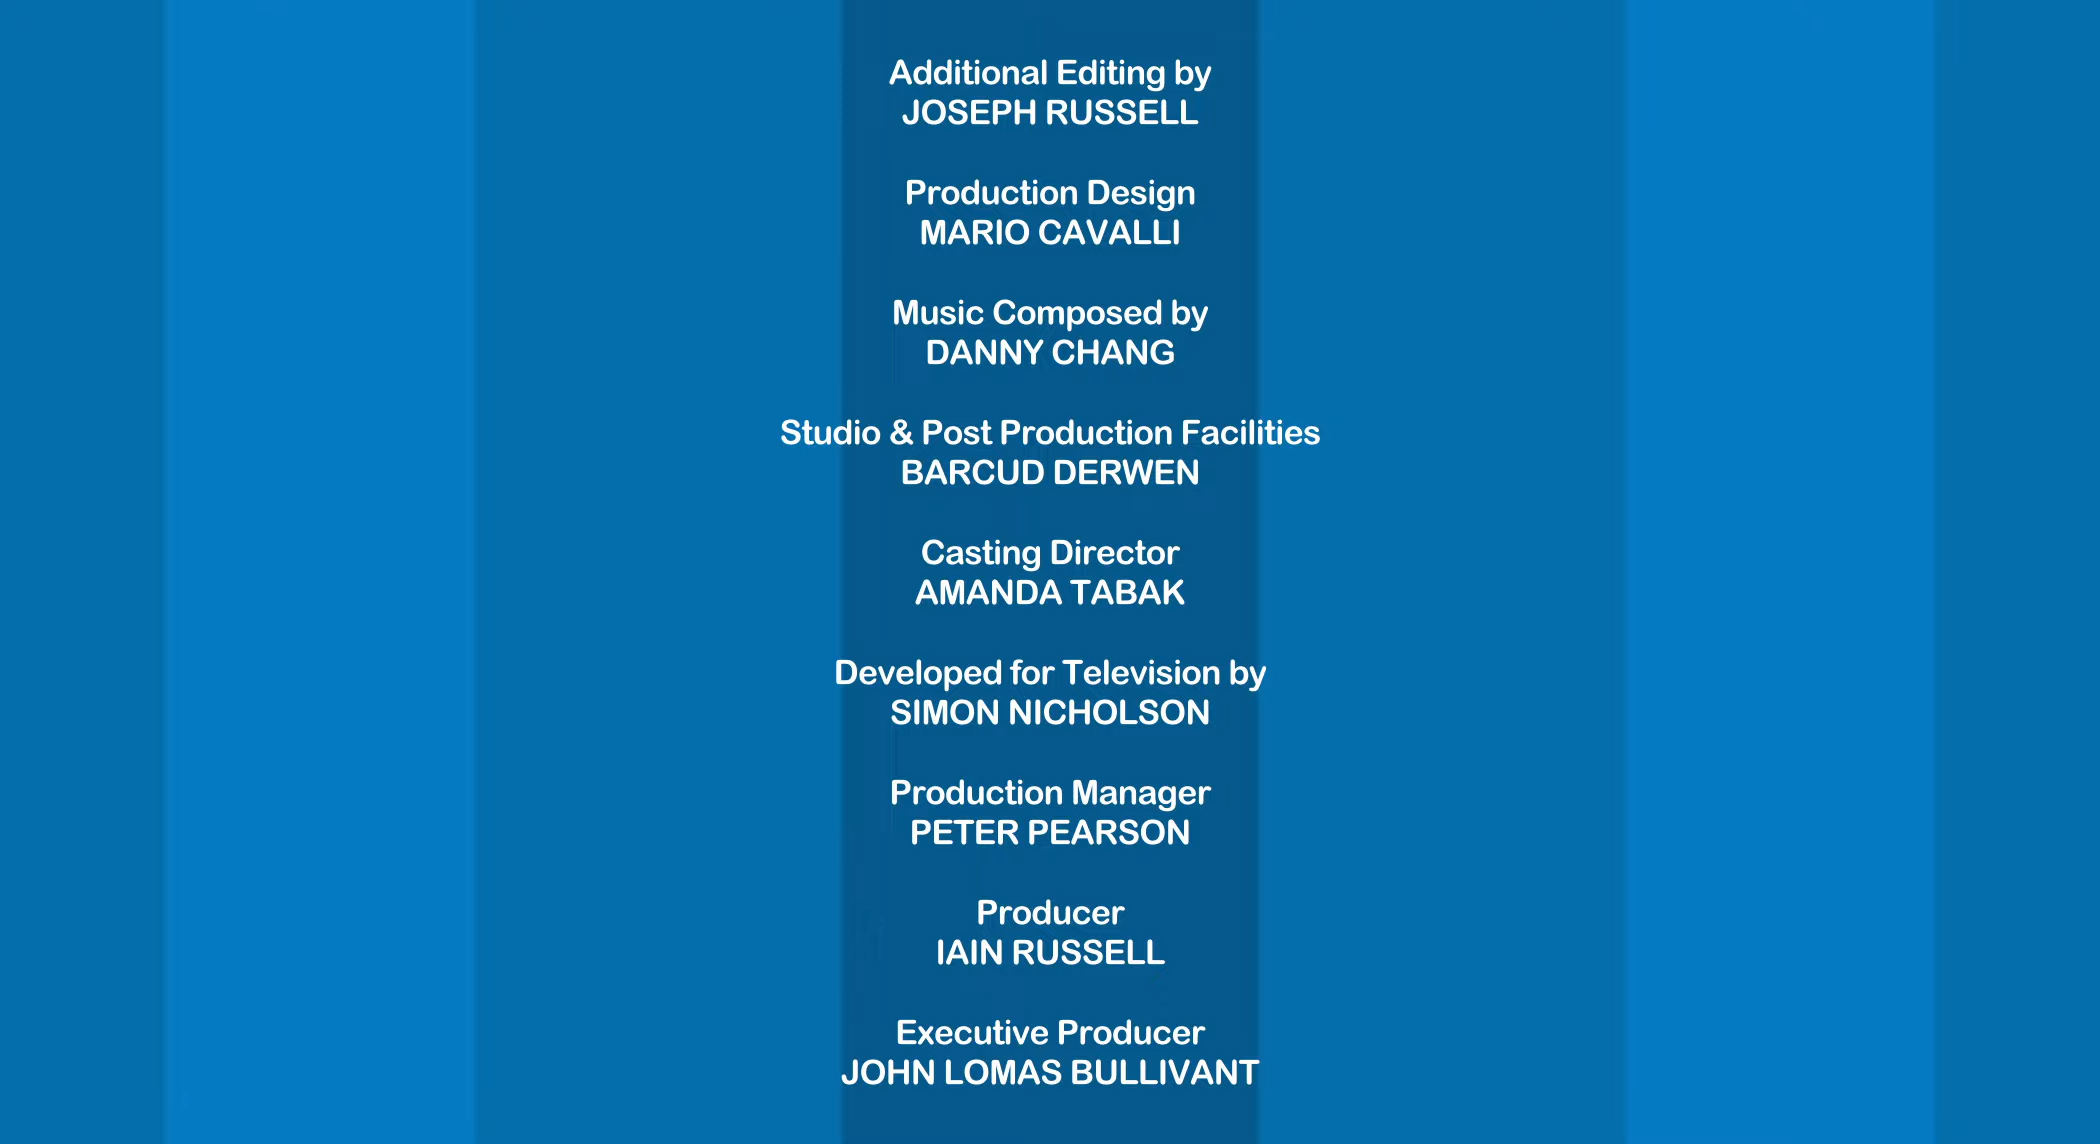 Additional Editing by
JOSEPH RUSSELL
Production Design
MARIO CAVALLI
Music Composed by
DANNY CHANG
Studio & Post Production Facilities
BARCUD DERWEN
Casting Director
AMANDA TABAK
Developed for Television by
SIMON NICHOLSON
Production Manager
PETER PEARSON
Producer
IAIN RUSSELL
Executive Producer
JOHN LOMAS BULLIVANT